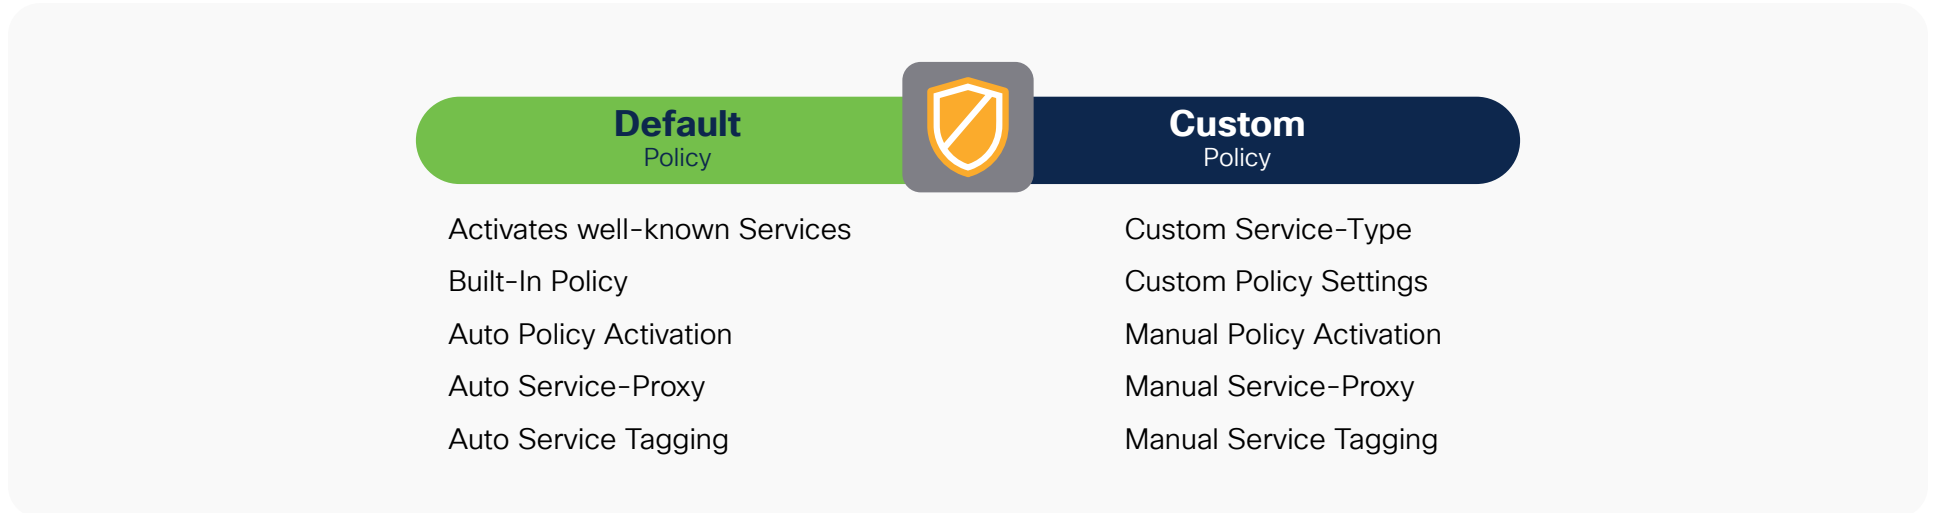 Default
Policy
Custom
Policy
Activates well-known Services
Built-In Policy
Auto Policy Activation
Auto Service-Proxy
Auto Service Tagging
Custom Service-Type
Custom Policy Settings
Manual Policy Activation
Manual Service-Proxy
Manual Service Tagging